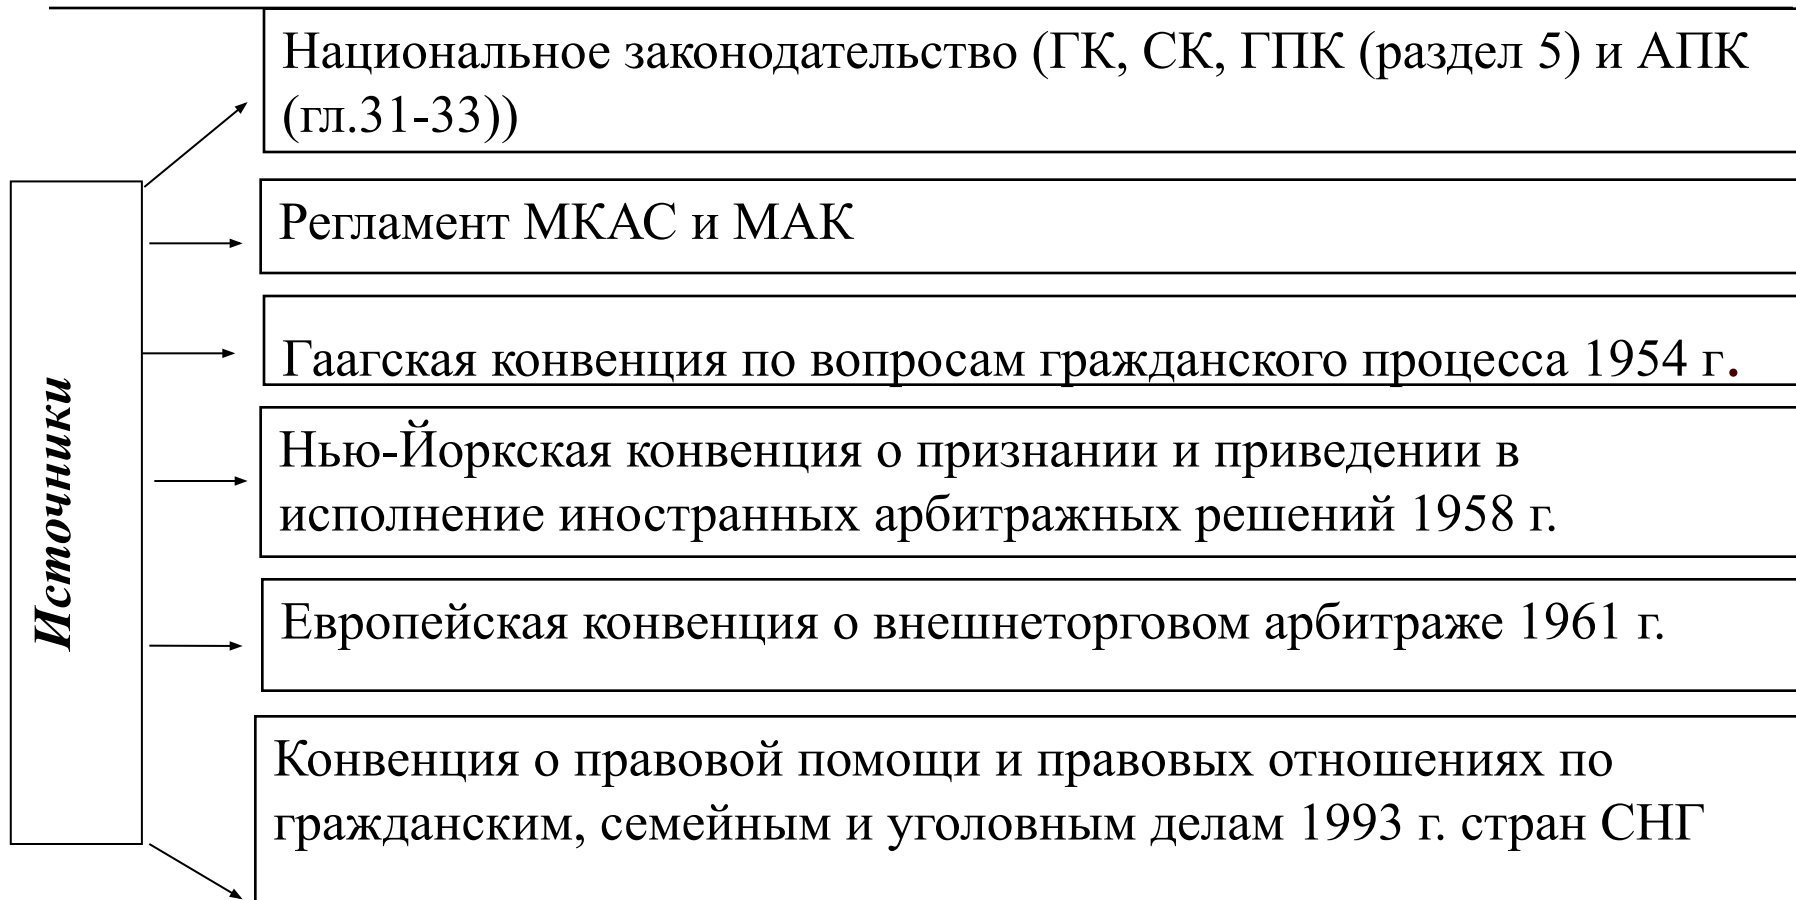 Национальное законодательство (ГК, СК, ГПК (раздел 5) и АПК
(гл.31-33))
Регламент МКАС и МАК
Гаагская конвенция по вопросам гражданского процесса 1954 г.
Источники
Нью-Йоркская конвенция о признании и приведении в
исполнение иностранных арбитражных решений 1958 г.
Европейская конвенция о внешнеторговом арбитраже 1961 г.
Конвенция о правовой помощи и правовых отношениях по
гражданским, семейным и уголовным делам 1993 г. стран СНГ